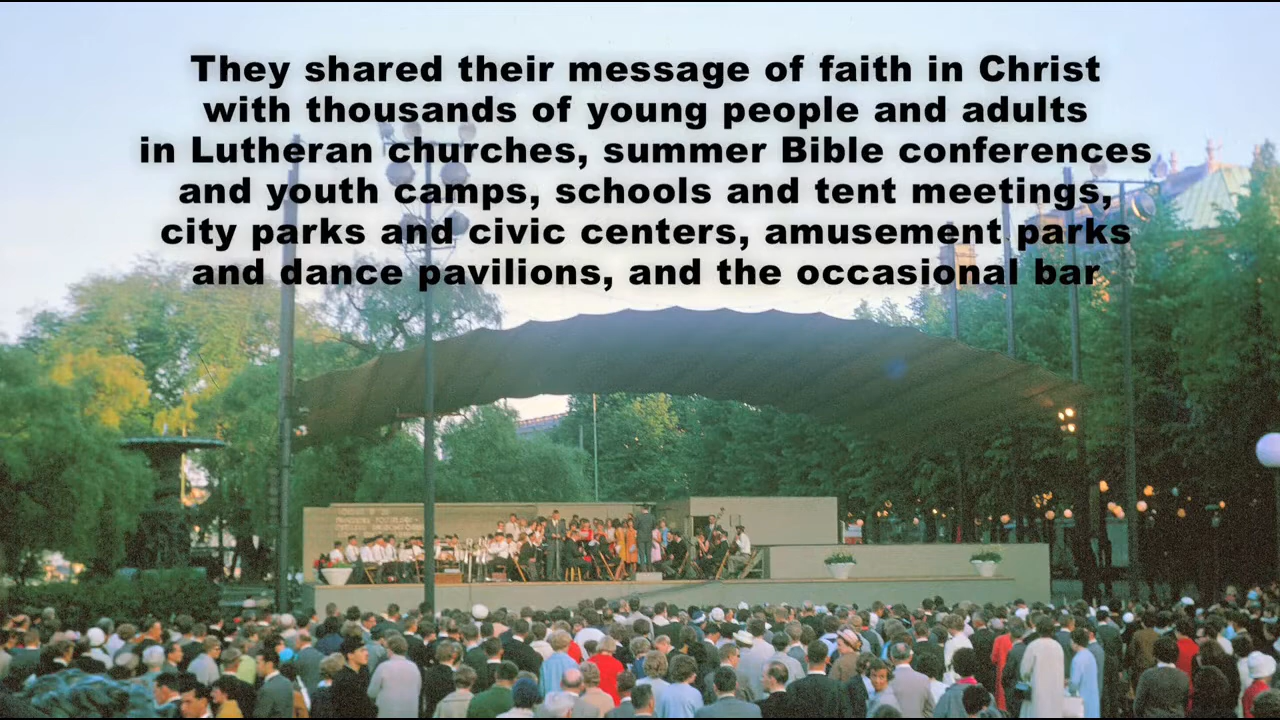 They shared their message of faith in Christ
with thousands of young people and adults
in Lutheran churches, summer Bible conferences
and youth camps, schools and tent meetings,
city parks and civic centers, amusement parks
and dance pavilions, and the occasional bar